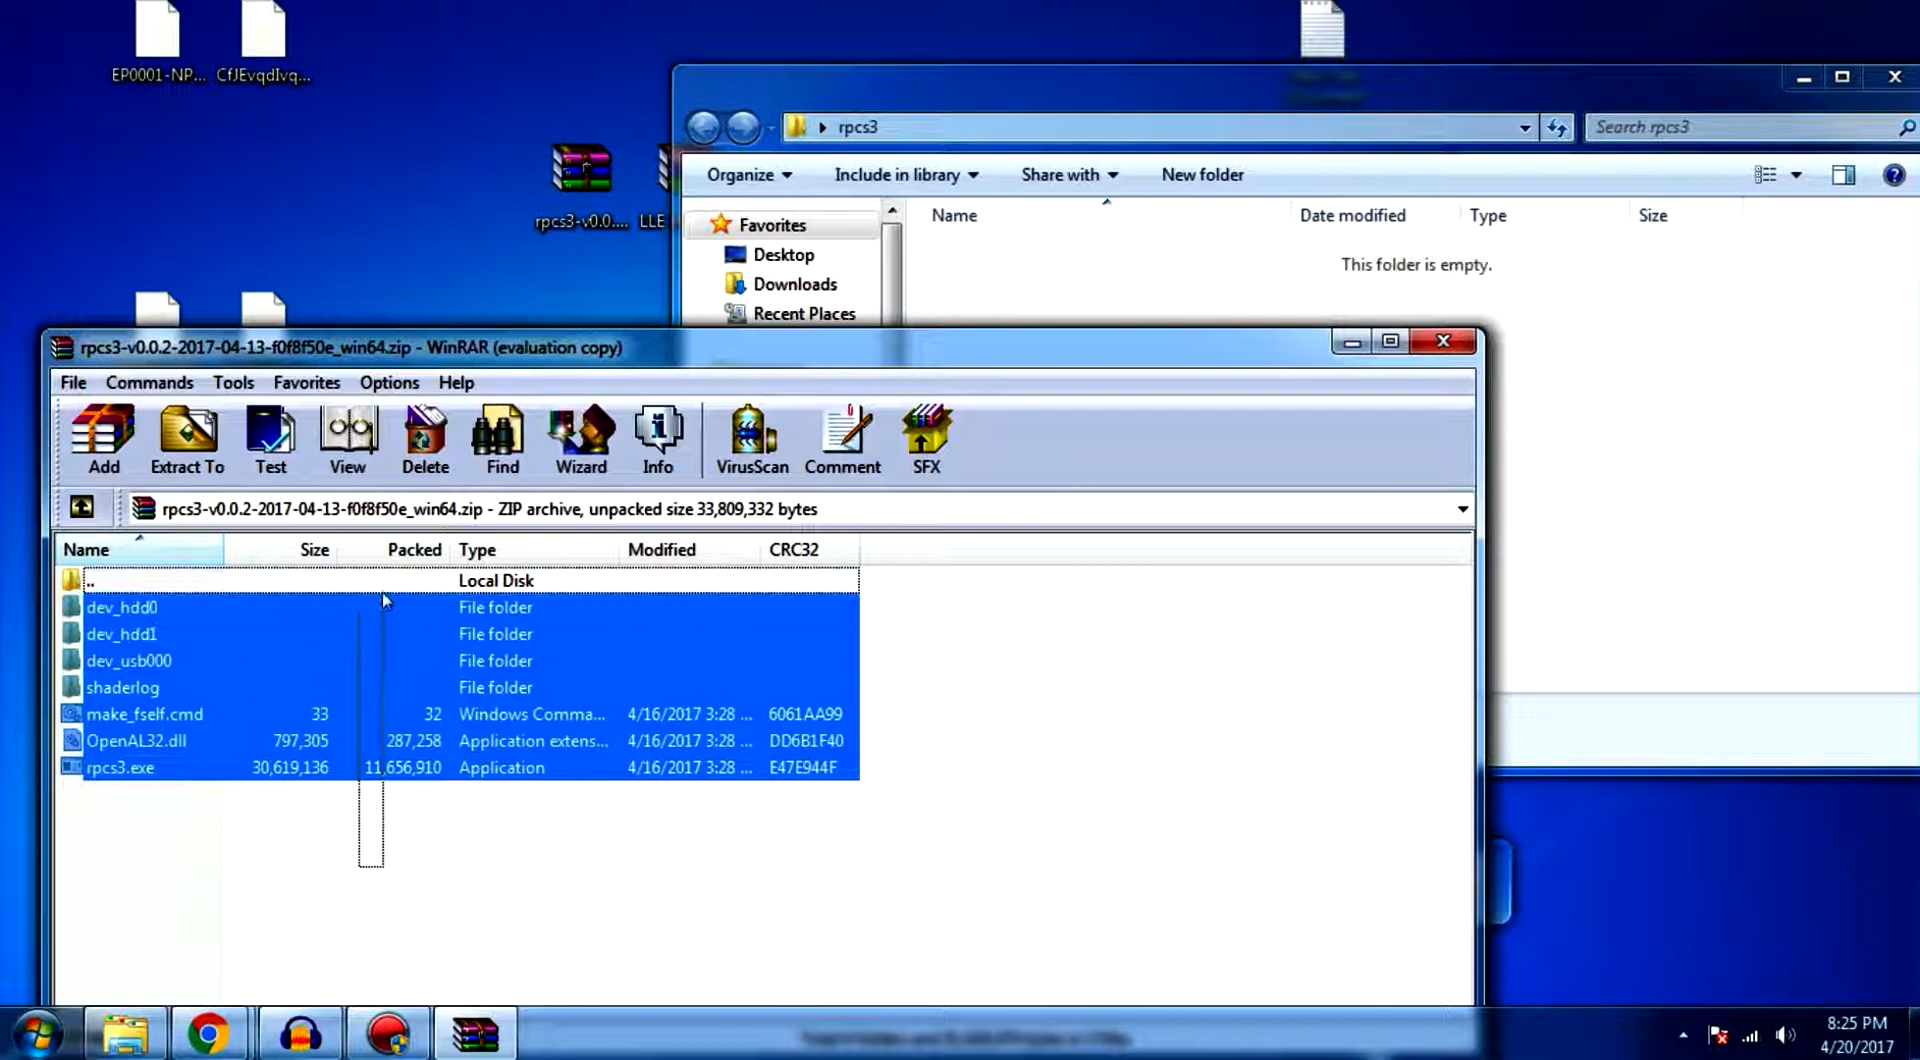 EP0001-NP... CfJEvqdIvq...
rpcs3
Search rpcs3
Organize Include in library Share with New folder
rpcs3-v0.0.... LLE
Name Date modified Type Size
Favorites
Desktop
This folder is empty.
Downloads
Recent Places
rpcs3-v0.0.2-2017-04-13-f0f8f50e_win64.zip - WinRAR (evaluation copy)
File Commands Tools Favorites Options Help
Add Extract To Test View Delete Find Wizard Info VirusScan Comment SFX
rpcs3-v0.0.2-2017-04-13-f0f8f50e_win64.zip - ZIP archive, unpacked size 33,809,332 bytes
Name Size Packed Type Modified CRC32
.. Local Disk
dev_hdd0 File folder
dev_hdd1 File folder
dev_usb000 File folder
shaderlog File folder
make_fself.cmd 33 32 Windows Comma... 4/16/2017 3:28 ... 6061AA99
OpenAL32.dll 797,305 287,258 Application extens... 4/16/2017 3:28 ... DD6B1F40
rpcs3.exe 30,619,136 11,656,910 Application 4/16/2017 3:28 ... E47E944F
8:25 PM
4/20/2017